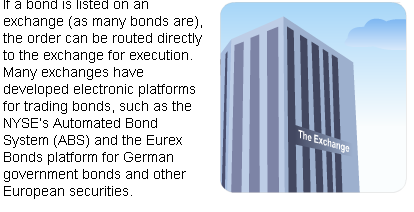 If a bond is listed on an
exchange (as many bonds are),
the order can be routed directly
to the exchange for execution.
Many exchanges have
developed electronic platforms
for trading bonds, such as the
NYSE's Automated Bond
System (ABS) and the Eurex
Bonds platform for German
government bonds and other
European securities.
The Exchange